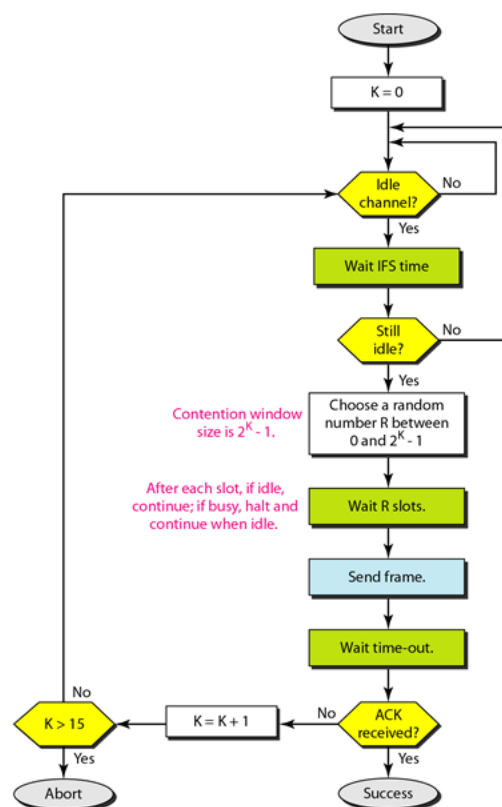 Start
K = 0
Idle
channel?
No
Yes
Wait IFS time
Still
idle?
No
Yes
Contention window
size is 2^K - 1.
Choose a random
number R between
0 and 2^K - 1
After each slot, if idle,
continue; if busy, halt and
continue when idle.
Wait R slots.
Send frame.
Wait time-out.
No
K > 15
K = K + 1
No
ACK
received?
Yes
Yes
Abort
Success